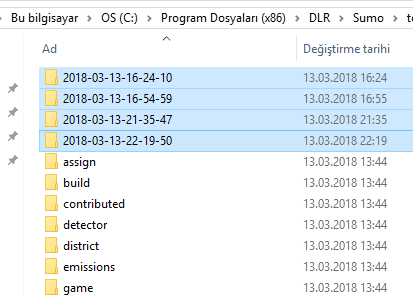 Bu bilgisayar > OS (C:) > Program Dosyaları (x86) > DLR > Sumo >
Ad Değiştirme tarihi
2018-03-13-16-24-10 13.03.2018 16:24
2018-03-13-16-54-59 13.03.2018 16:55
2018-03-13-21-35-47 13.03.2018 21:35
2018-03-13-22-19-50 13.03.2018 22:19
assign 13.03.2018 13:44
build 13.03.2018 13:44
contributed 13.03.2018 13:44
detector 13.03.2018 13:44
district 13.03.2018 13:44
emissions 13.03.2018 13:44
game 13.03.2018 13:44